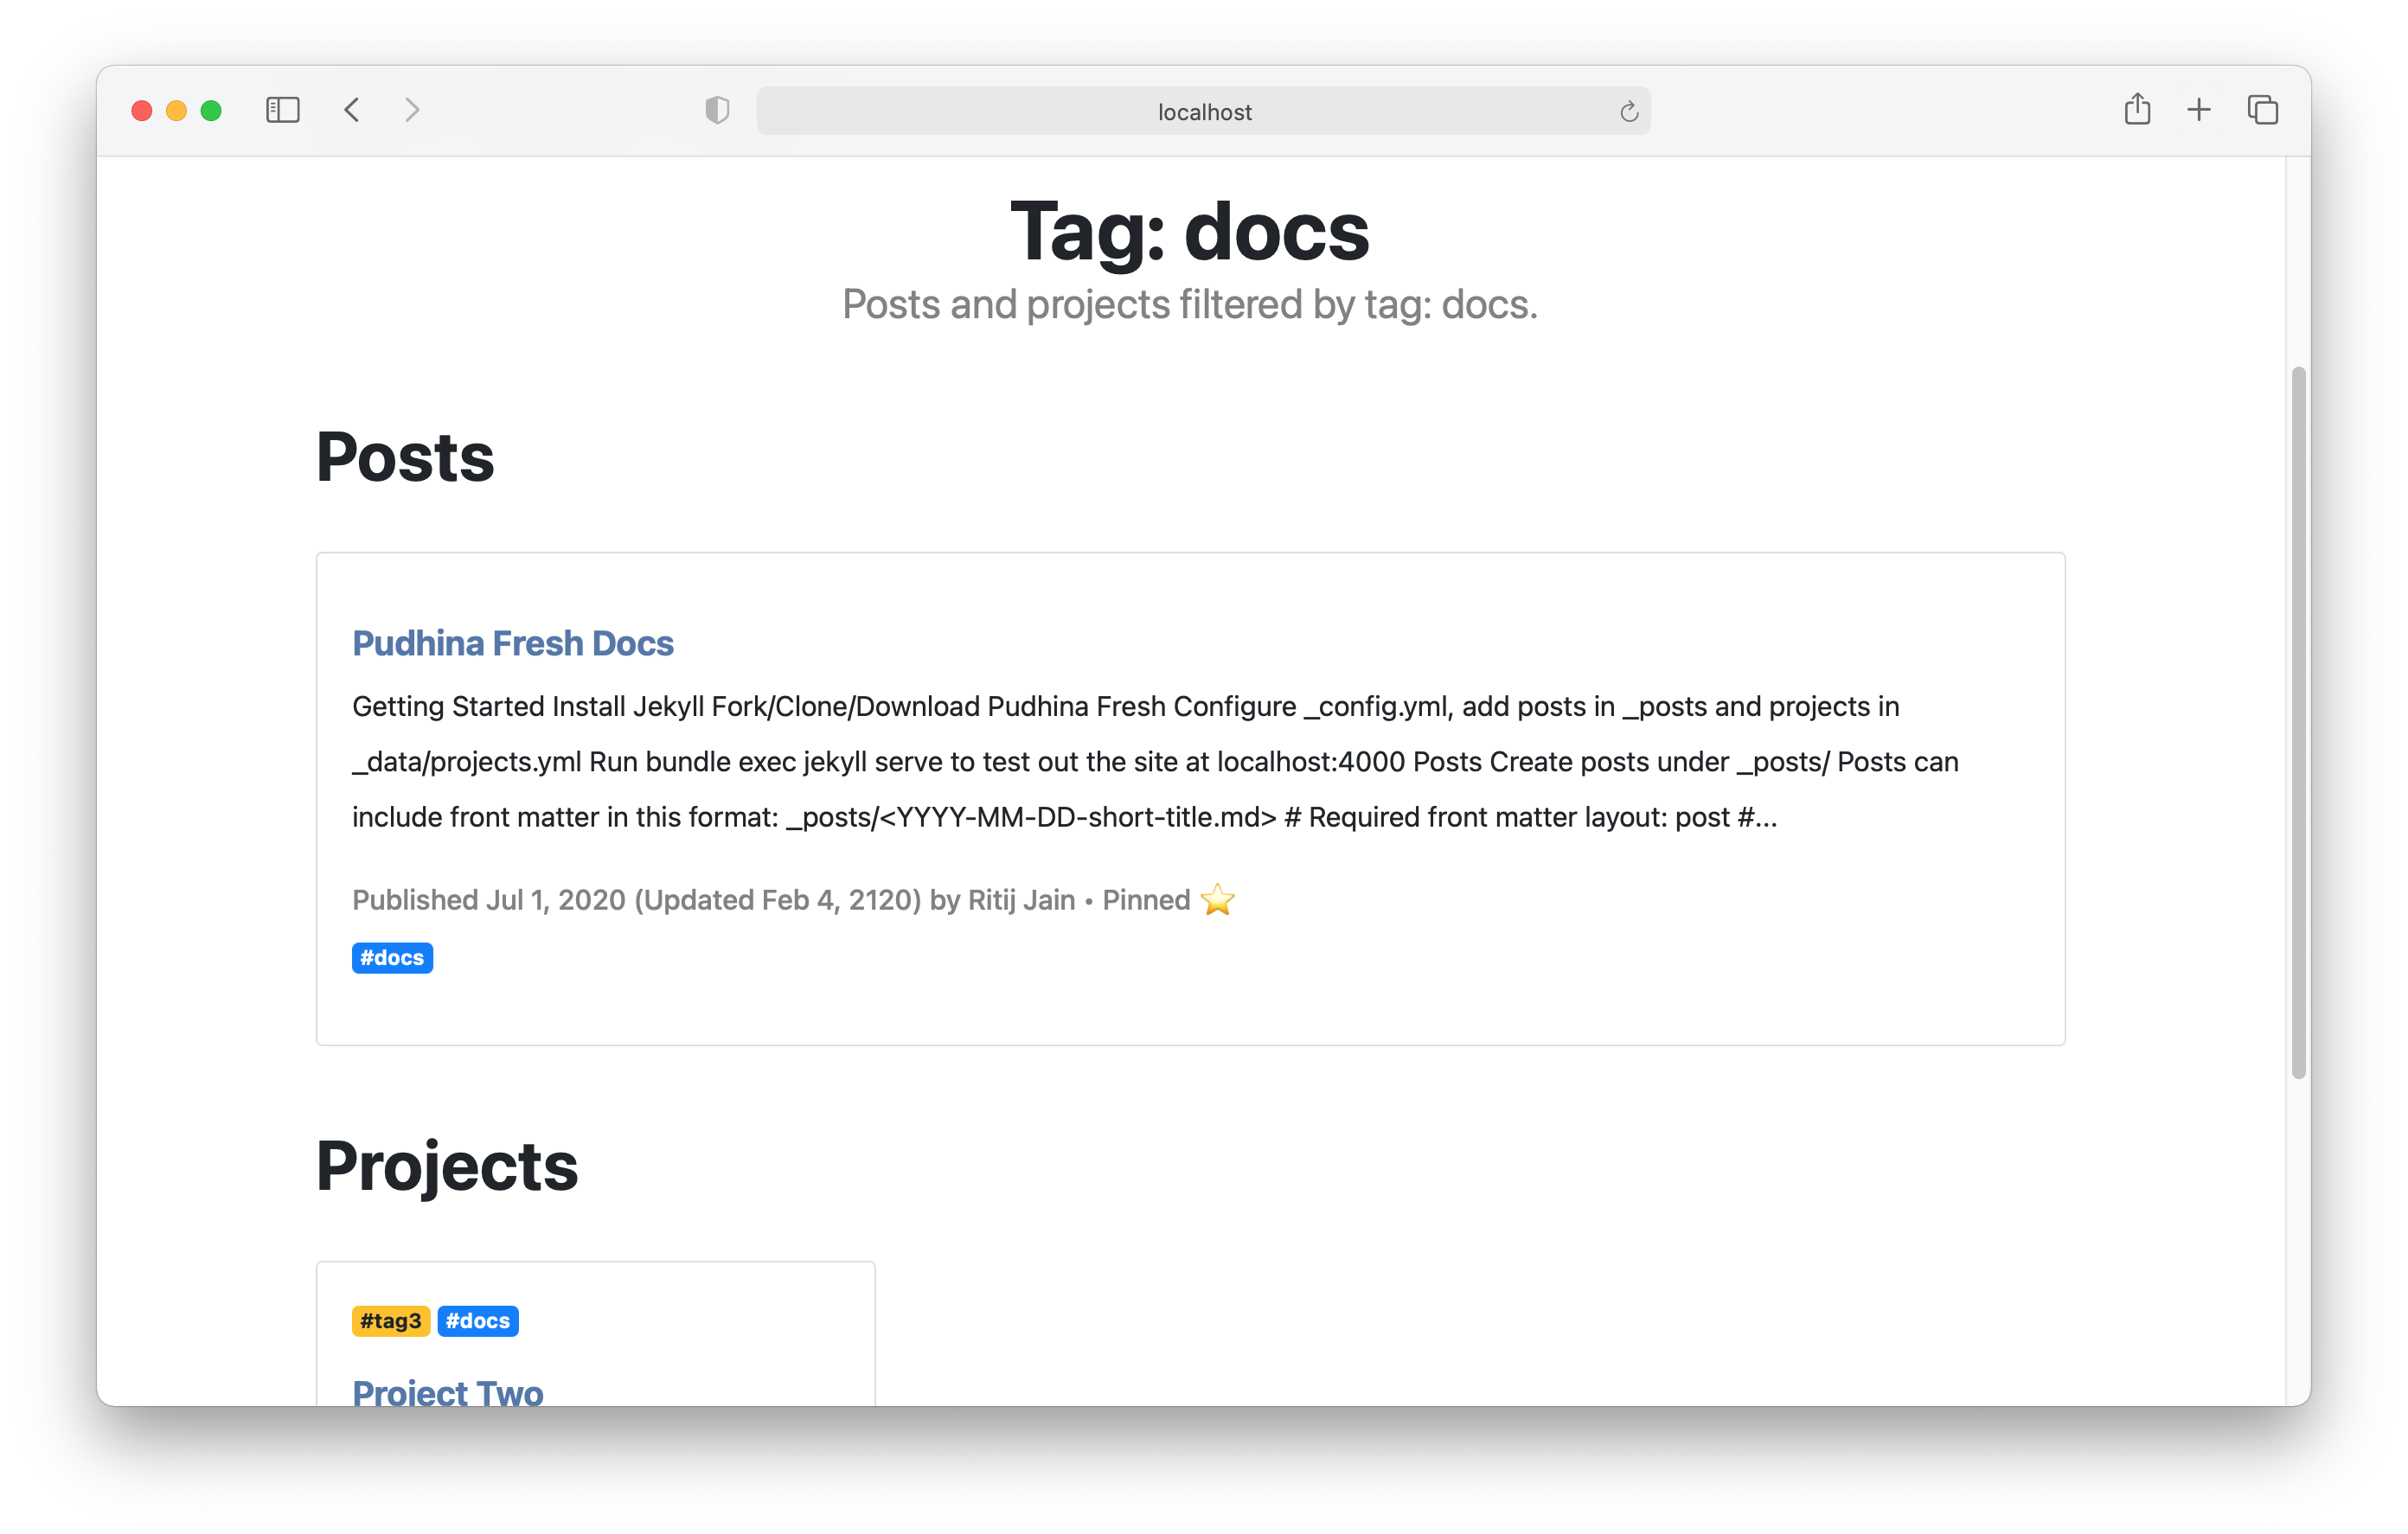 localhost
Tag: docs
Posts and projects filtered by tag: docs.
Posts
Pudhina Fresh Docs
Getting Started Install Jekyll Fork/Clone/Download Pudhina Fresh Configure _config.yml, add posts in _posts and projects in
_data/projects.yml Run bundle exec jekyll serve to test out the site at localhost:4000 Posts Create posts under _posts/ Posts can
include front matter in this format: _posts/<YYYY-MM-DD-short-title.md> # Required front matter layout: post #...
Published Jul 1, 2020 (Updated Feb 4, 2120) by Ritij Jain • Pinned ⭐
#docs
Projects
#tag3 #docs
Project Two